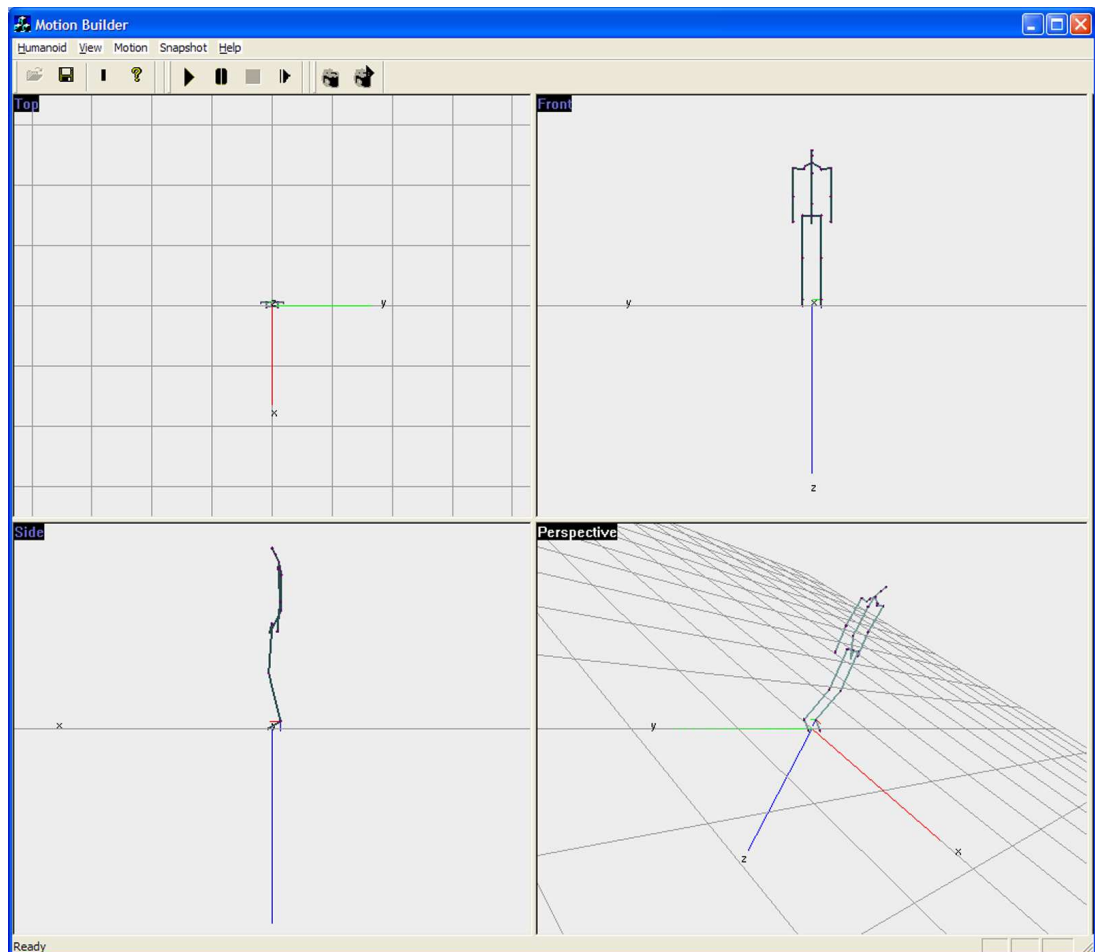 Motion Builder
Humanoid View Motion Snapshot Help
Top
z
y
x
Front
y
x
z
Side
x
Perspective
y
z
x
Ready